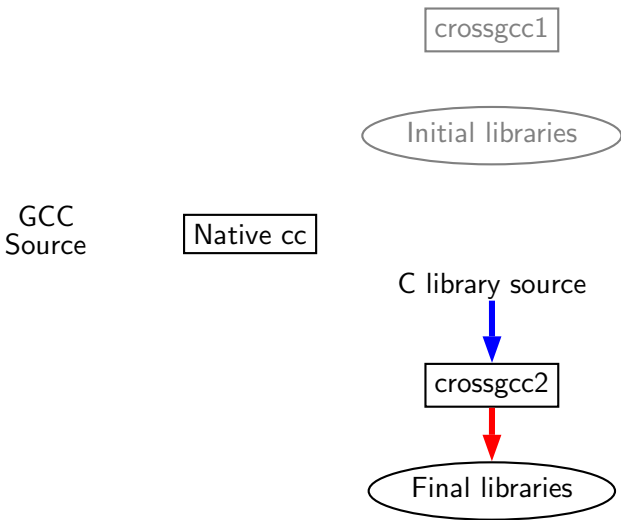 crossgcc1
Initial libraries
GCC
Source
Native cc
C library source
crossgcc2
Final libraries